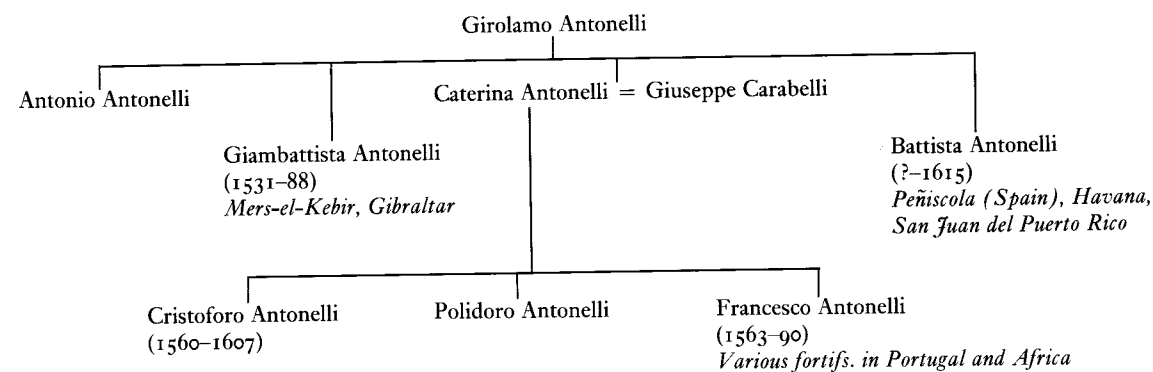 Girolamo Antonelli
Antonio Antonelli
Caterina Antonelli = Giuseppe Carabelli
Giambattista Antonelli
(1531–88)
Mers-el-Kebir, Gibraltar
Battista Antonelli
(?–1615)
Peñiscola (Spain), Havana,
San Juan del Puerto Rico
Cristoforo Antonelli
(1560–1607)
Polidoro Antonelli
Francesco Antonelli
(1563–90)
Various fortifs. in Portugal and Africa